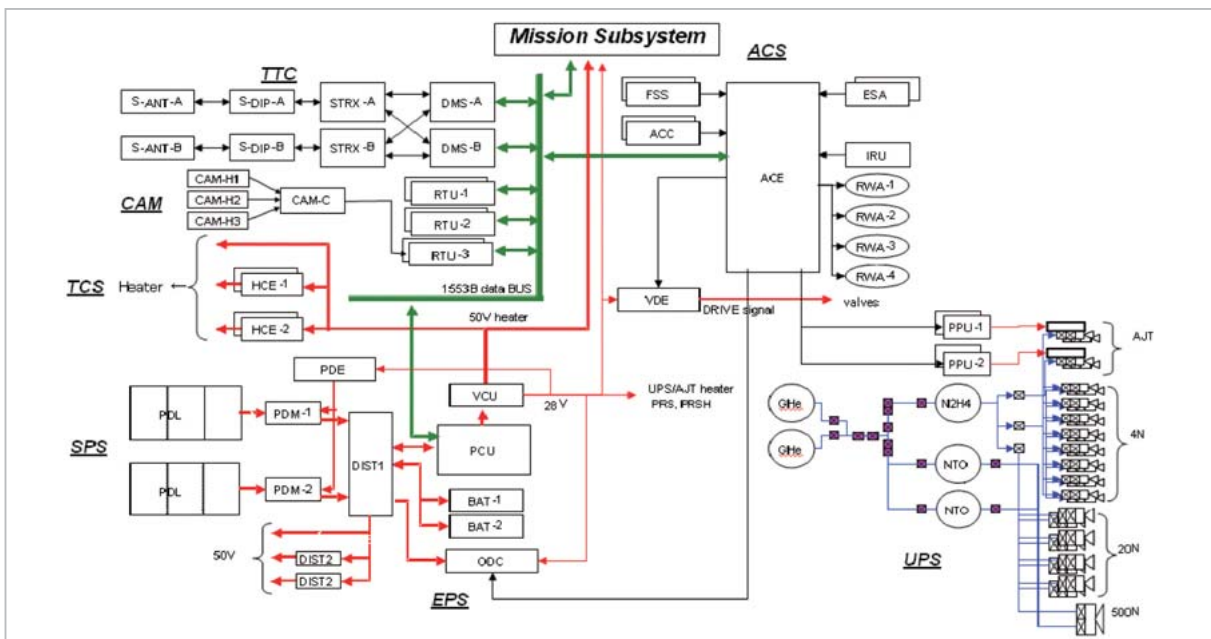 Mission Subsystem
TTC
ACS
S-ANT-A
S-DIP-A
STRX-A
DMS-A
S-ANT-B
S-DIP-B
STRX-B
DMS-B
FSS
ACC
ACE
ESA
IRU
RWA-1
RWA-2
RWA-3
RWA-4
CAM
CAM-H1
CAM-H2
CAM-H3
CAM-C
RTU-1
RTU-2
RTU-3
TCS
Heater
HCE-1
HCE-2
1553B data BUS
50V heater
VDE
DRIVE signal
valves
PPU-1
PPU-2
AJT
PDE
VCU
28V
UPS/AJT heater
PRS, PRSH
SPS
PDL
PDM-1
PDL
PDM-2
DIST1
PCU
BAT-1
BAT-2
ODC
50V
DIST2
DIST2
EPS
GHe
GHe
N2H4
NTO
NTO
4N
20N
500N
UPS